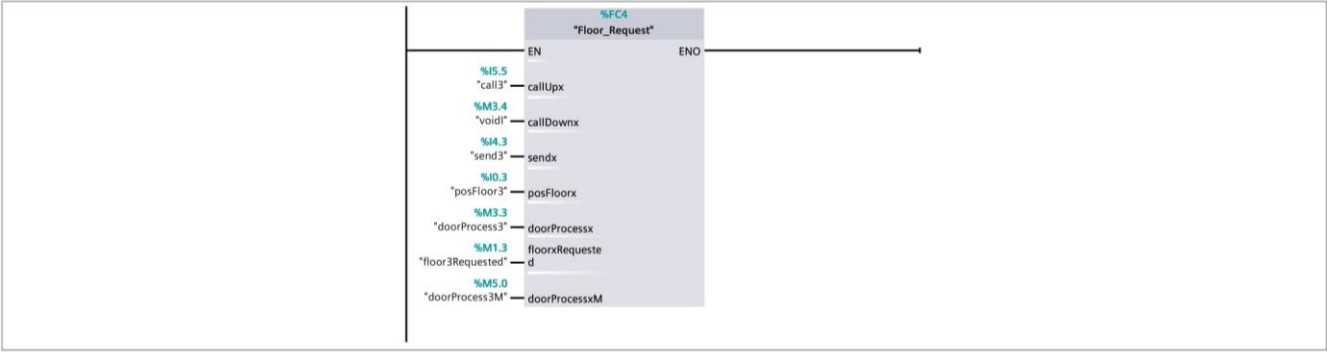 %FC4
"Floor_Request"
EN ENO
%I5.5
"call3" callUpx
%M3.4
"voidI" callDownx
%I4.3
"send3" sendx
%I0.3
"posFloor3" posFloorx
%M3.3
"doorProcess3" doorProcessx
%M1.3 floorxRequeste
"floor3Requested" d
%M5.0
"doorProcess3M" doorProcessxM